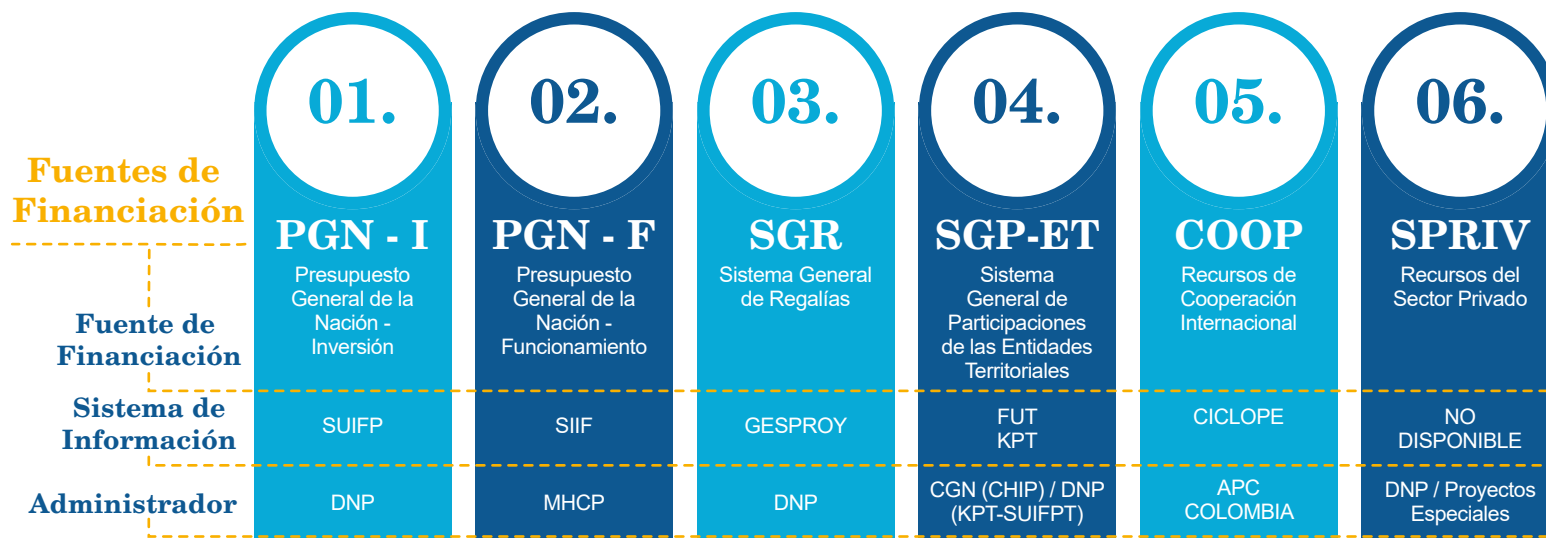 01.
02.
03.
04.
05.
06.
Fuentes de
Financiación
PGN - I
PGN - F
SGR
SGP-ET
COOP
SPRIV
Fuente de
Financiación
Presupuesto
General de la
Nación -
Inversión
Presupuesto
General de la
Nación -
Funcionamiento
Sistema General
de Regalías
Sistema
General de
Participaciones
de las Entidades
Territoriales
Recursos de
Cooperación
Internacional
Recursos del
Sector Privado
Sistema de
Información
SUIFP
SIIF
GESPROY
FUT
KPT
CICLOPE
NO
DISPONIBLE
Administrador
DNP
MHCP
DNP
CGN (CHIP) / DNP
(KPT-SUIFPT)
APC
COLOMBIA
DNP / Proyectos
Especiales